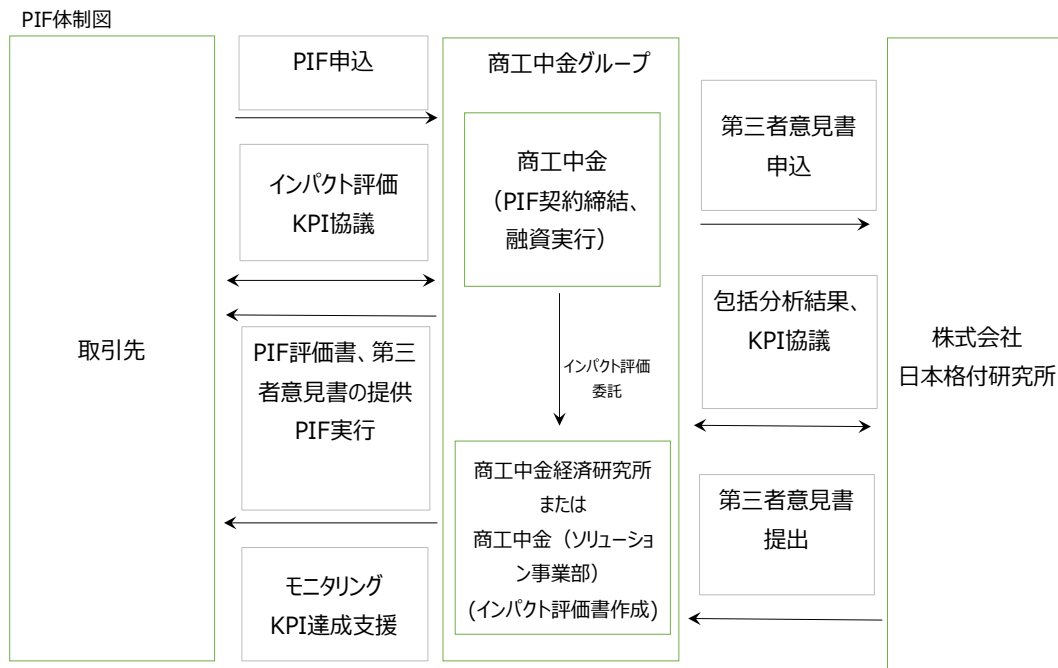 PIF体制図
取引先
PIF申込
インパクト評価
KPI協議
PIF評価書、第三
者意見書の提供
PIF実行
モニタリング
KPI達成支援
商工中金グループ
商工中金
（PIF契約締結、
融資実行）
インパクト評価
委託
商工中金経済研究所
または
商工中金（ソリューショ
ン事業部）
(インパクト評価書作成)
第三者意見書
申込
包括分析結果、
KPI協議
第三者意見書
提出
株式会社
日本格付研究所